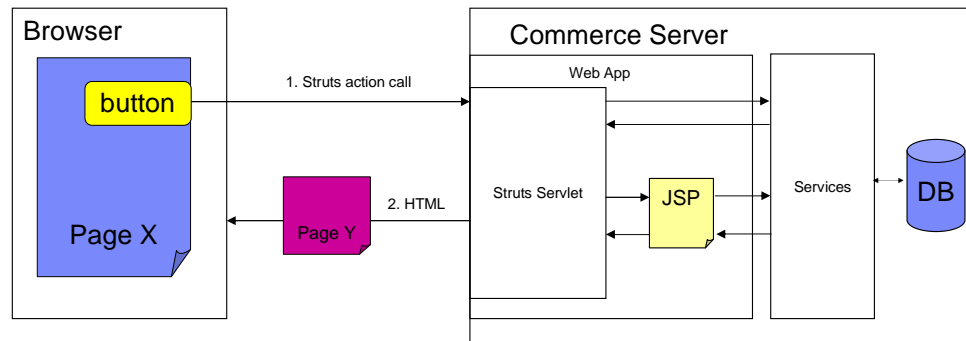 Browser
Commerce Server
Web App
button
1. Struts action call
Struts Servlet
JSP
Services
DB
2. HTML
Page X
Page Y